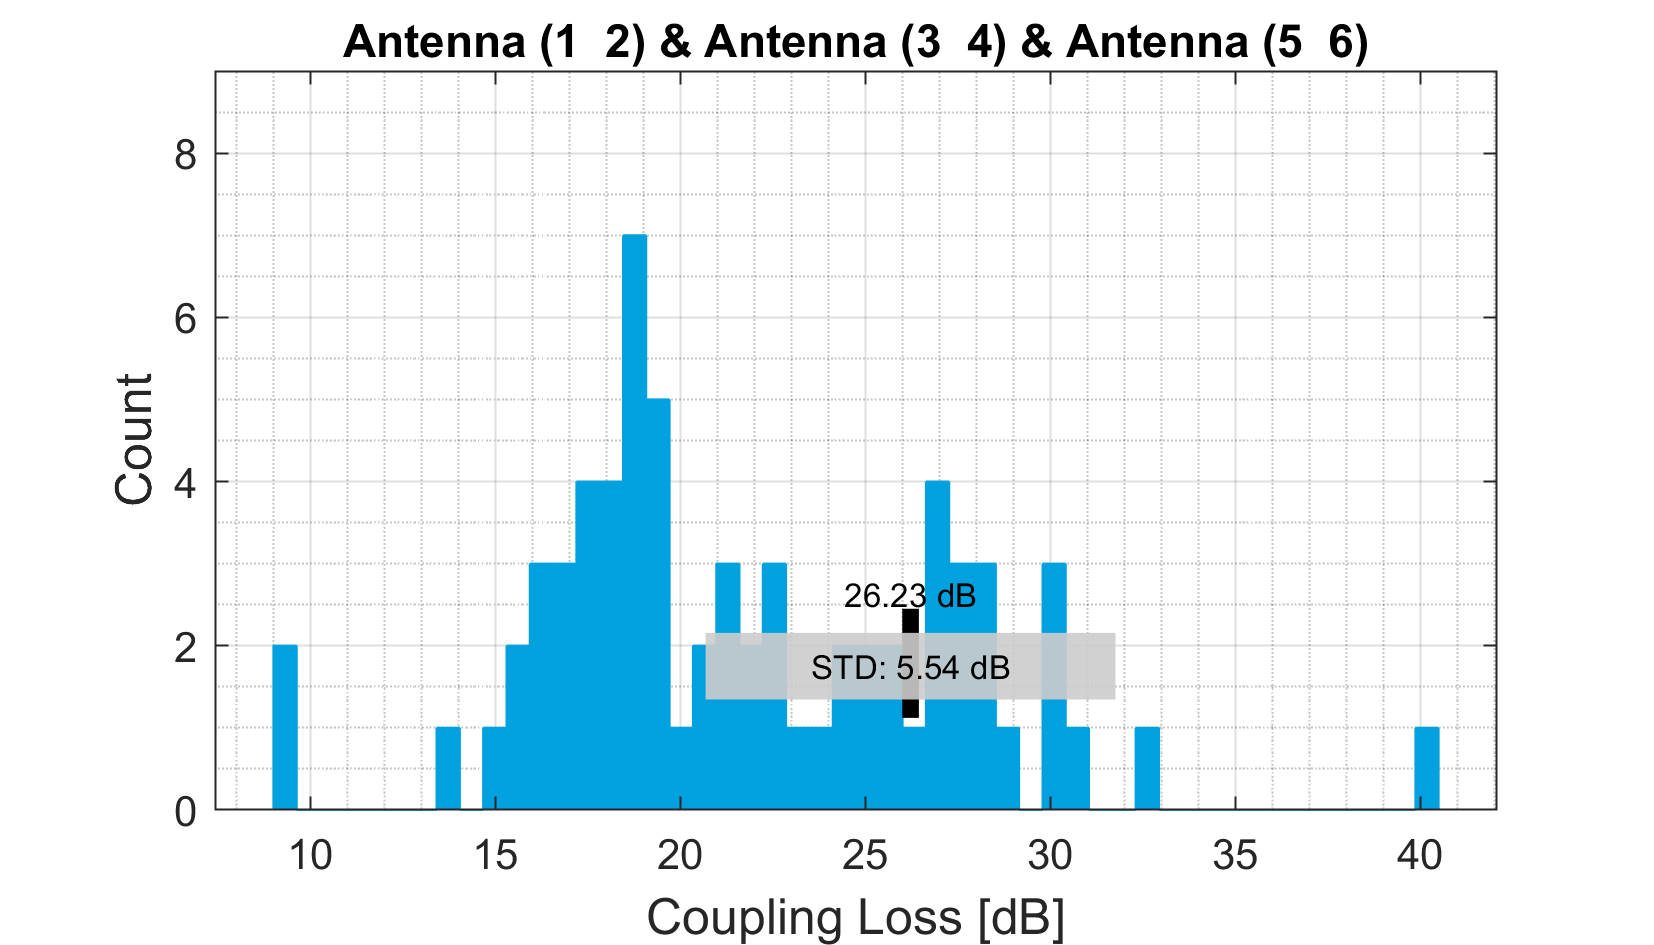 Antenna (1  2) & Antenna (3  4) & Antenna (5  6)
8
6
4
2
0
Count
26.23 dB
STD: 5.54 dB
10 15 20 25 30 35 40
Coupling Loss [dB]